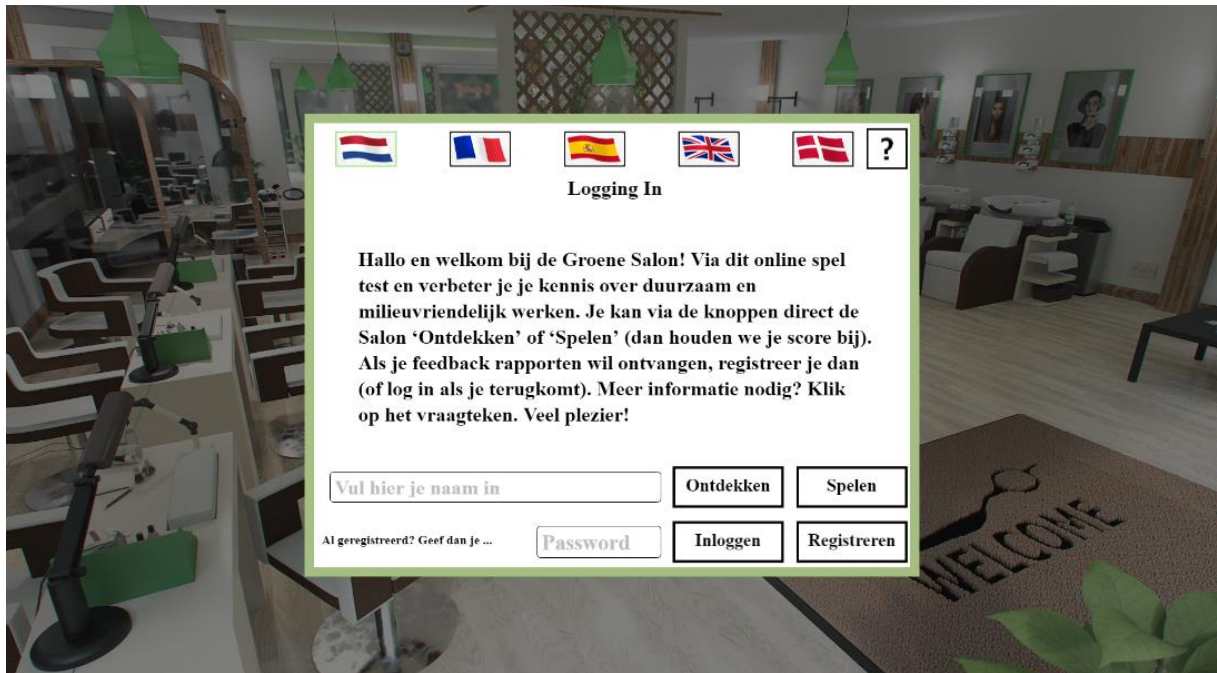 ?
Logging In
Hallo en welkom bij de Groene Salon! Via dit online spel
test en verbeter je je kennis over duurzaam en
milieuvriendelijk werken. Je kan via de knoppen direct de
Salon ‘Ontdekken’ of ‘Spelen’ (dan houden we je score bij).
Als je feedback rapporten wil ontvangen, registreer je dan
(of log in als je terugkomt). Meer informatie nodig? Klik
op het vraagteken. Veel plezier!
Vul hier je naam in
Ontdekken
Spelen
Al geregistreerd? Geef dan je ...
Password
Inloggen
Registreren
WELCOME